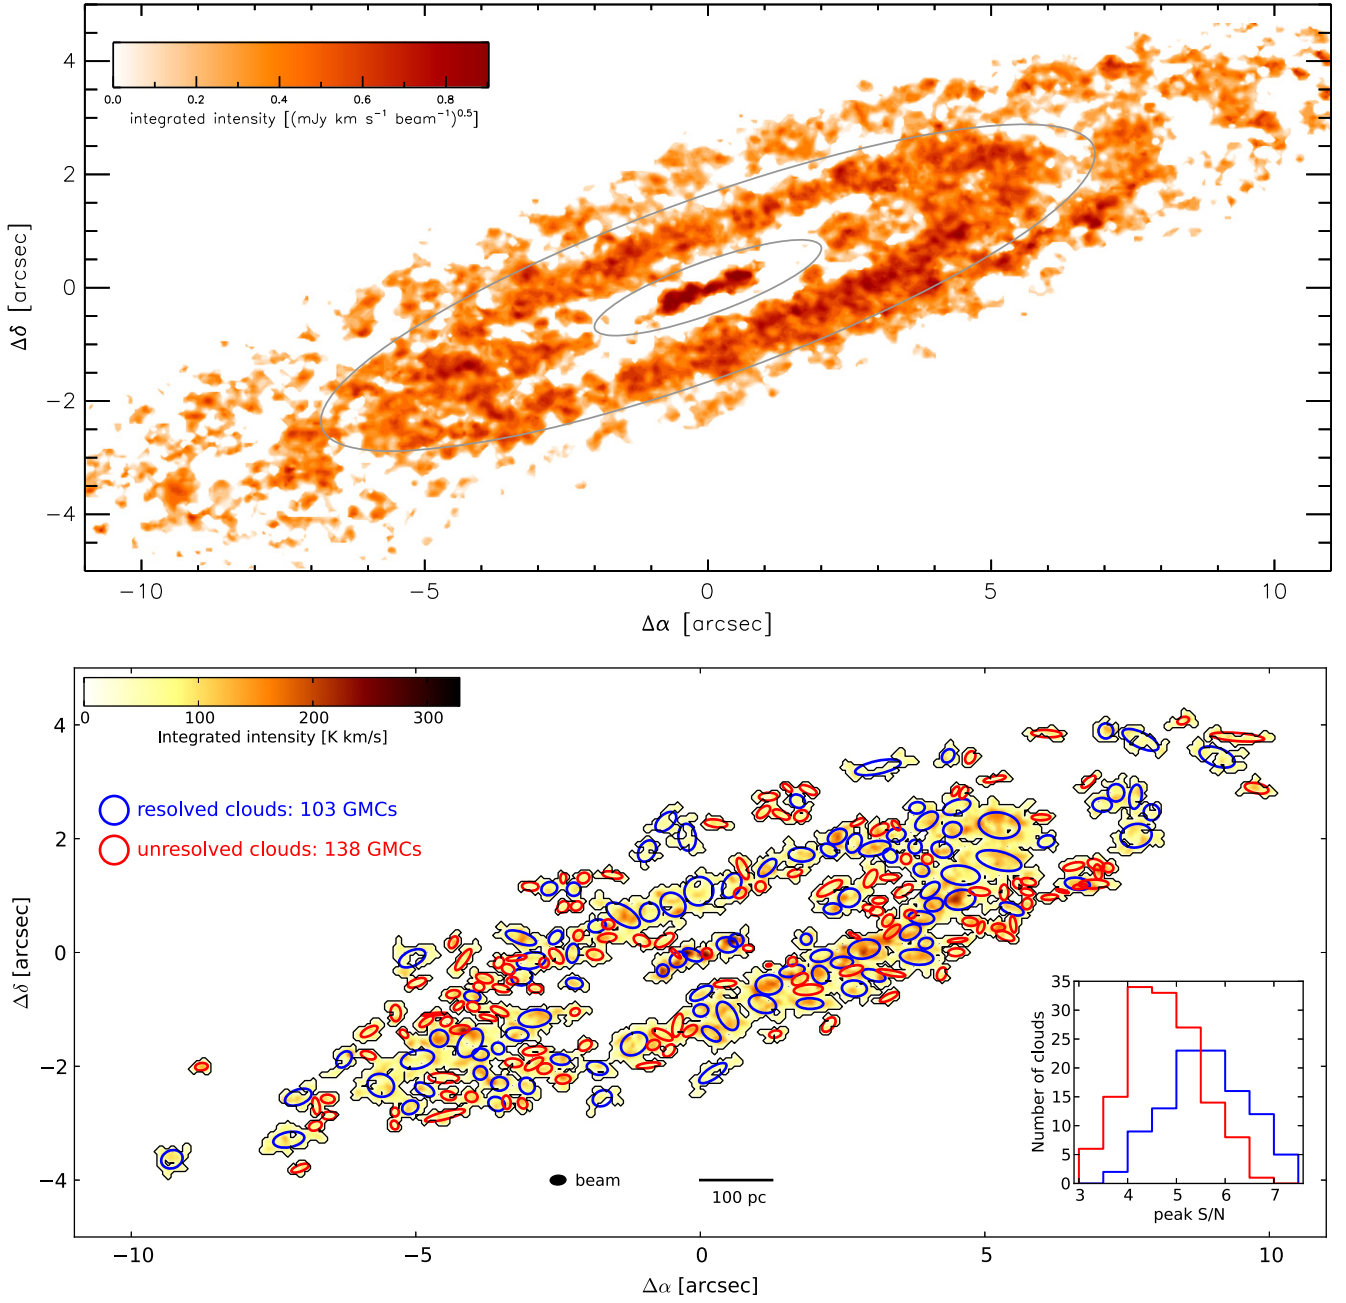 4
2
0
−2
−4
Δδ [arcsec]
0.0 0.2 0.4 0.6 0.8
integrated intensity [(mJy km s⁻¹ beam⁻¹)⁰·⁵]
−10 −5 0 5 10
Δα [arcsec]
4
2
0
−2
−4
Δδ [arcsec]
0 100 200 300
Integrated intensity [K km/s]
resolved clouds: 103 GMCs
unresolved clouds: 138 GMCs
beam
100 pc
35
30
25
20
15
10
5
0
Number of clouds
3 4 5 6 7
peak S/N
−10 −5 0 5 10
Δα [arcsec]